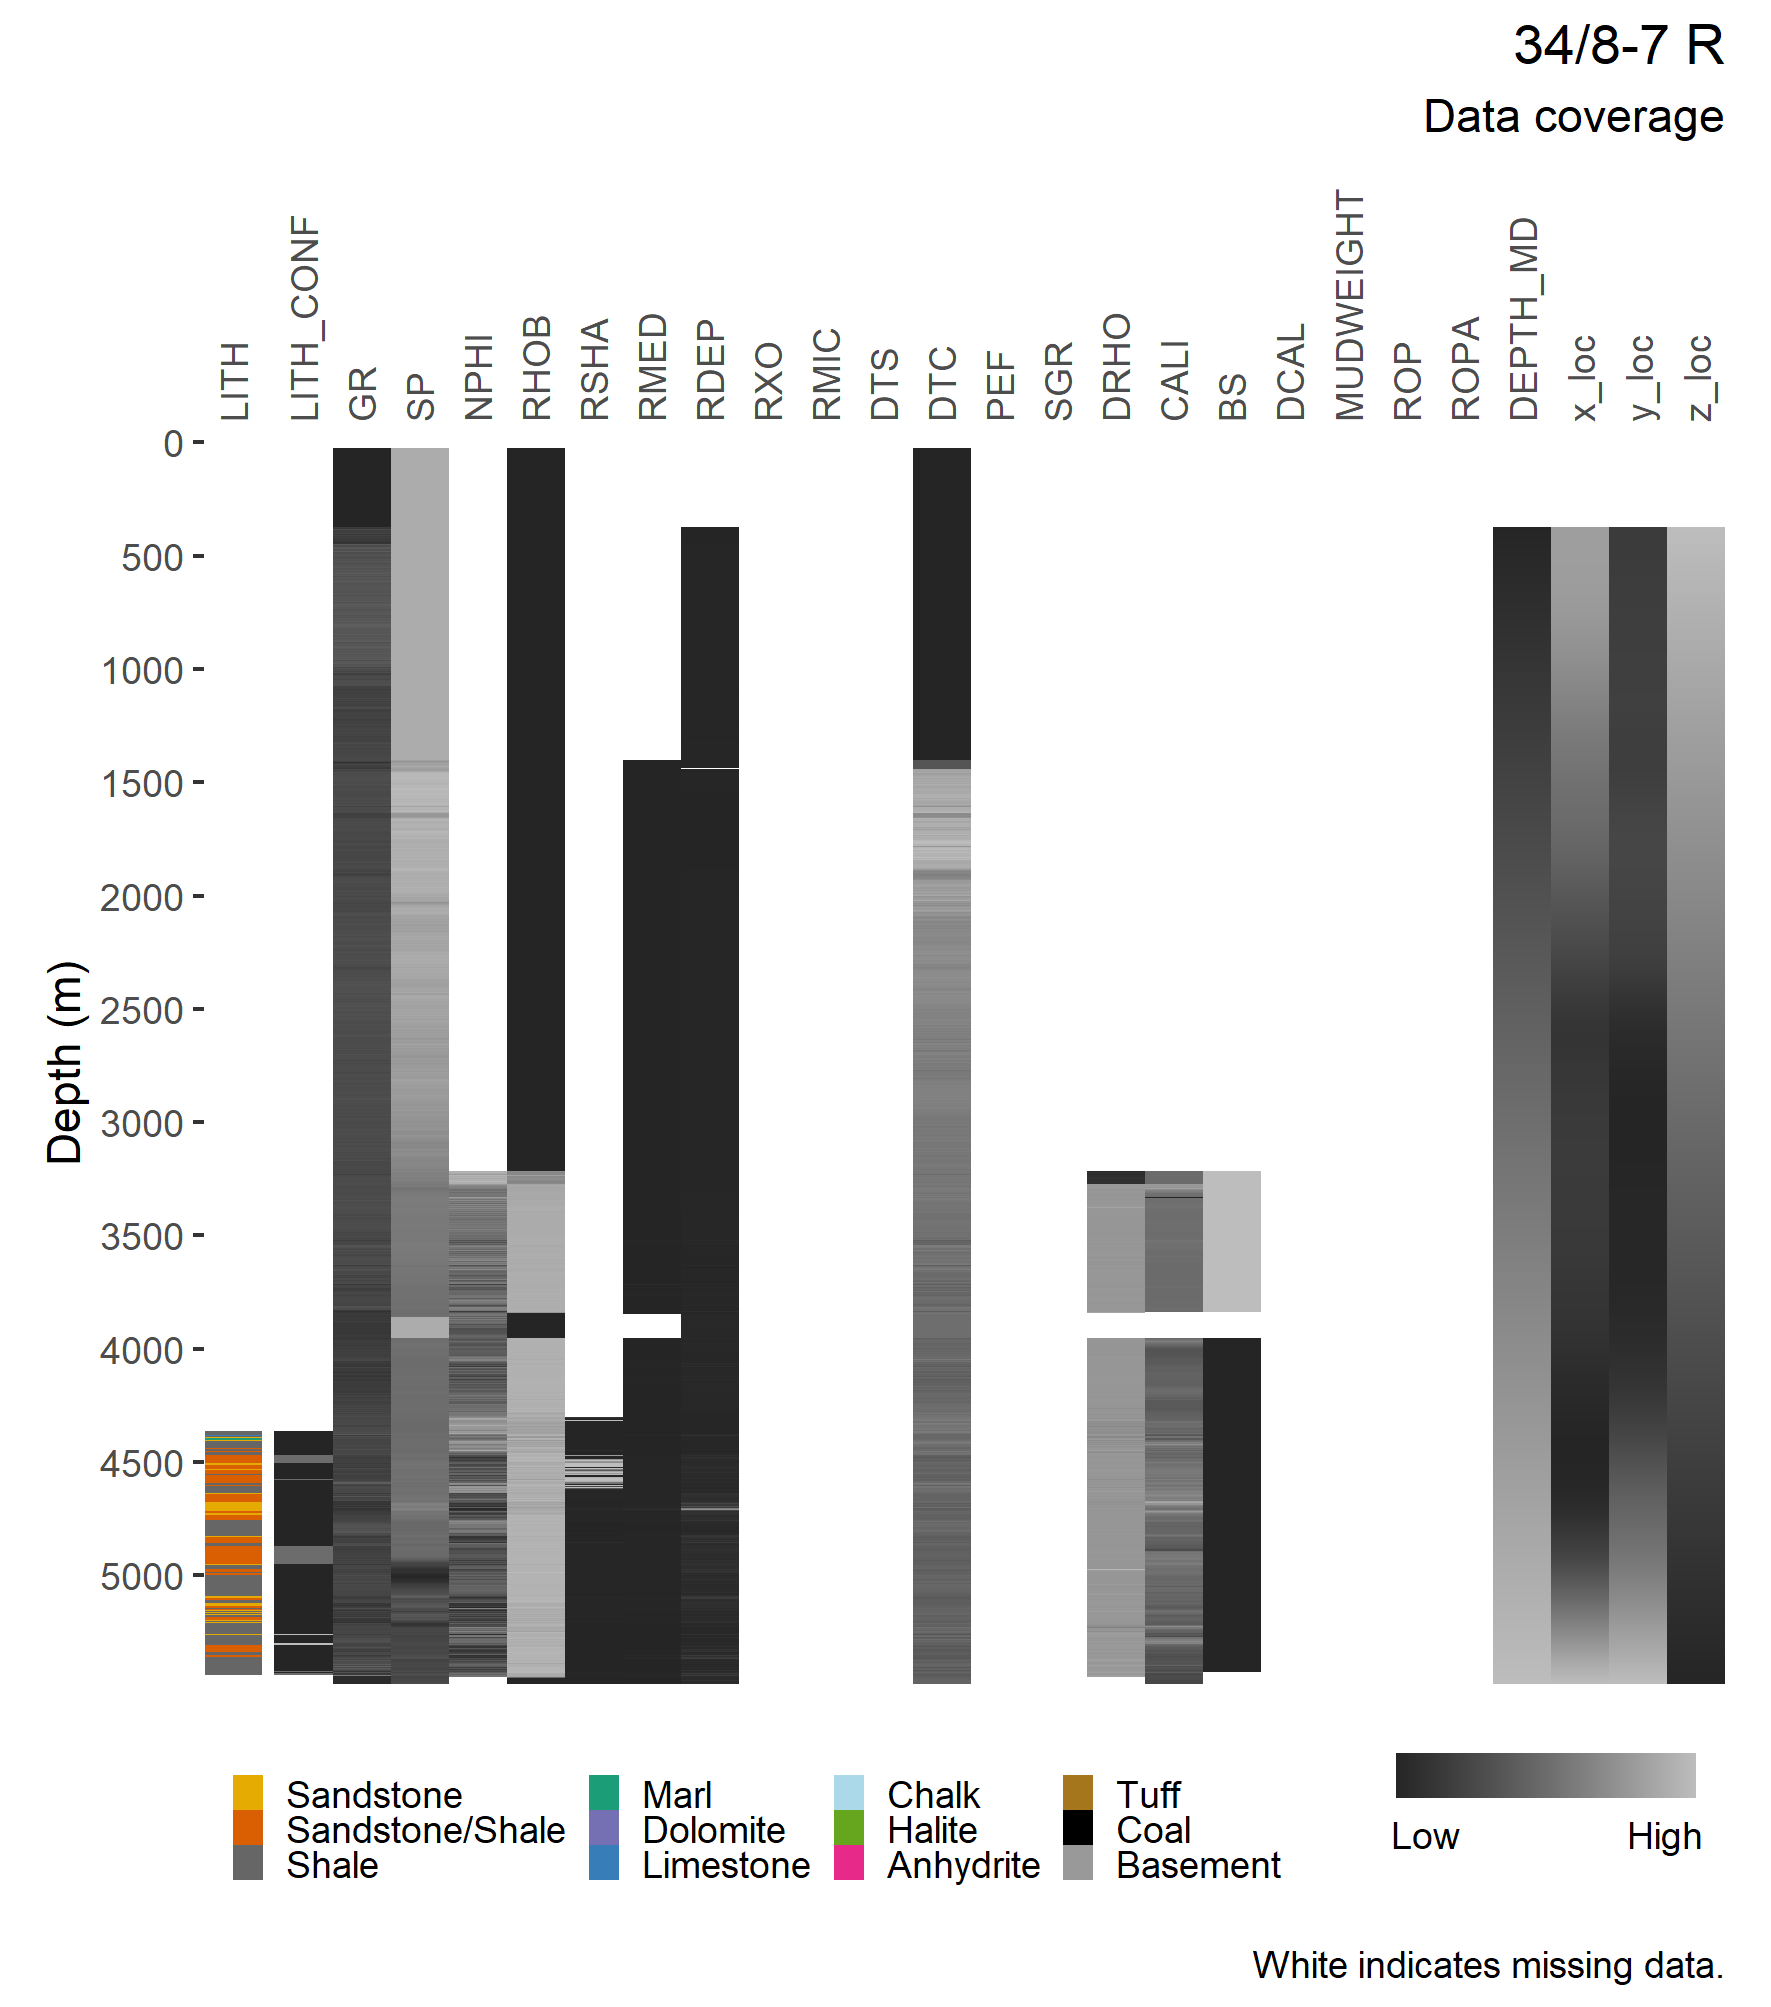 34/8-7 R
Data coverage
LITH
LITH_CONF
GR
SP
NPHI
RHOB
RSHA
RMED
RDEP
RXO
RMIC
DTS
DTC
PEF
SGR
DRHO
CALI
BS
DCAL
MUDWEIGHT
ROP
ROPA
DEPTH_MD
x_loc
y_loc
z_loc
Depth (m)
0
500
1000
1500
2000
2500
3000
3500
4000
4500
5000
Sandstone
Sandstone/Shale
Shale
Marl
Dolomite
Limestone
Chalk
Halite
Anhydrite
Tuff
Coal
Basement
Low
High
White indicates missing data.